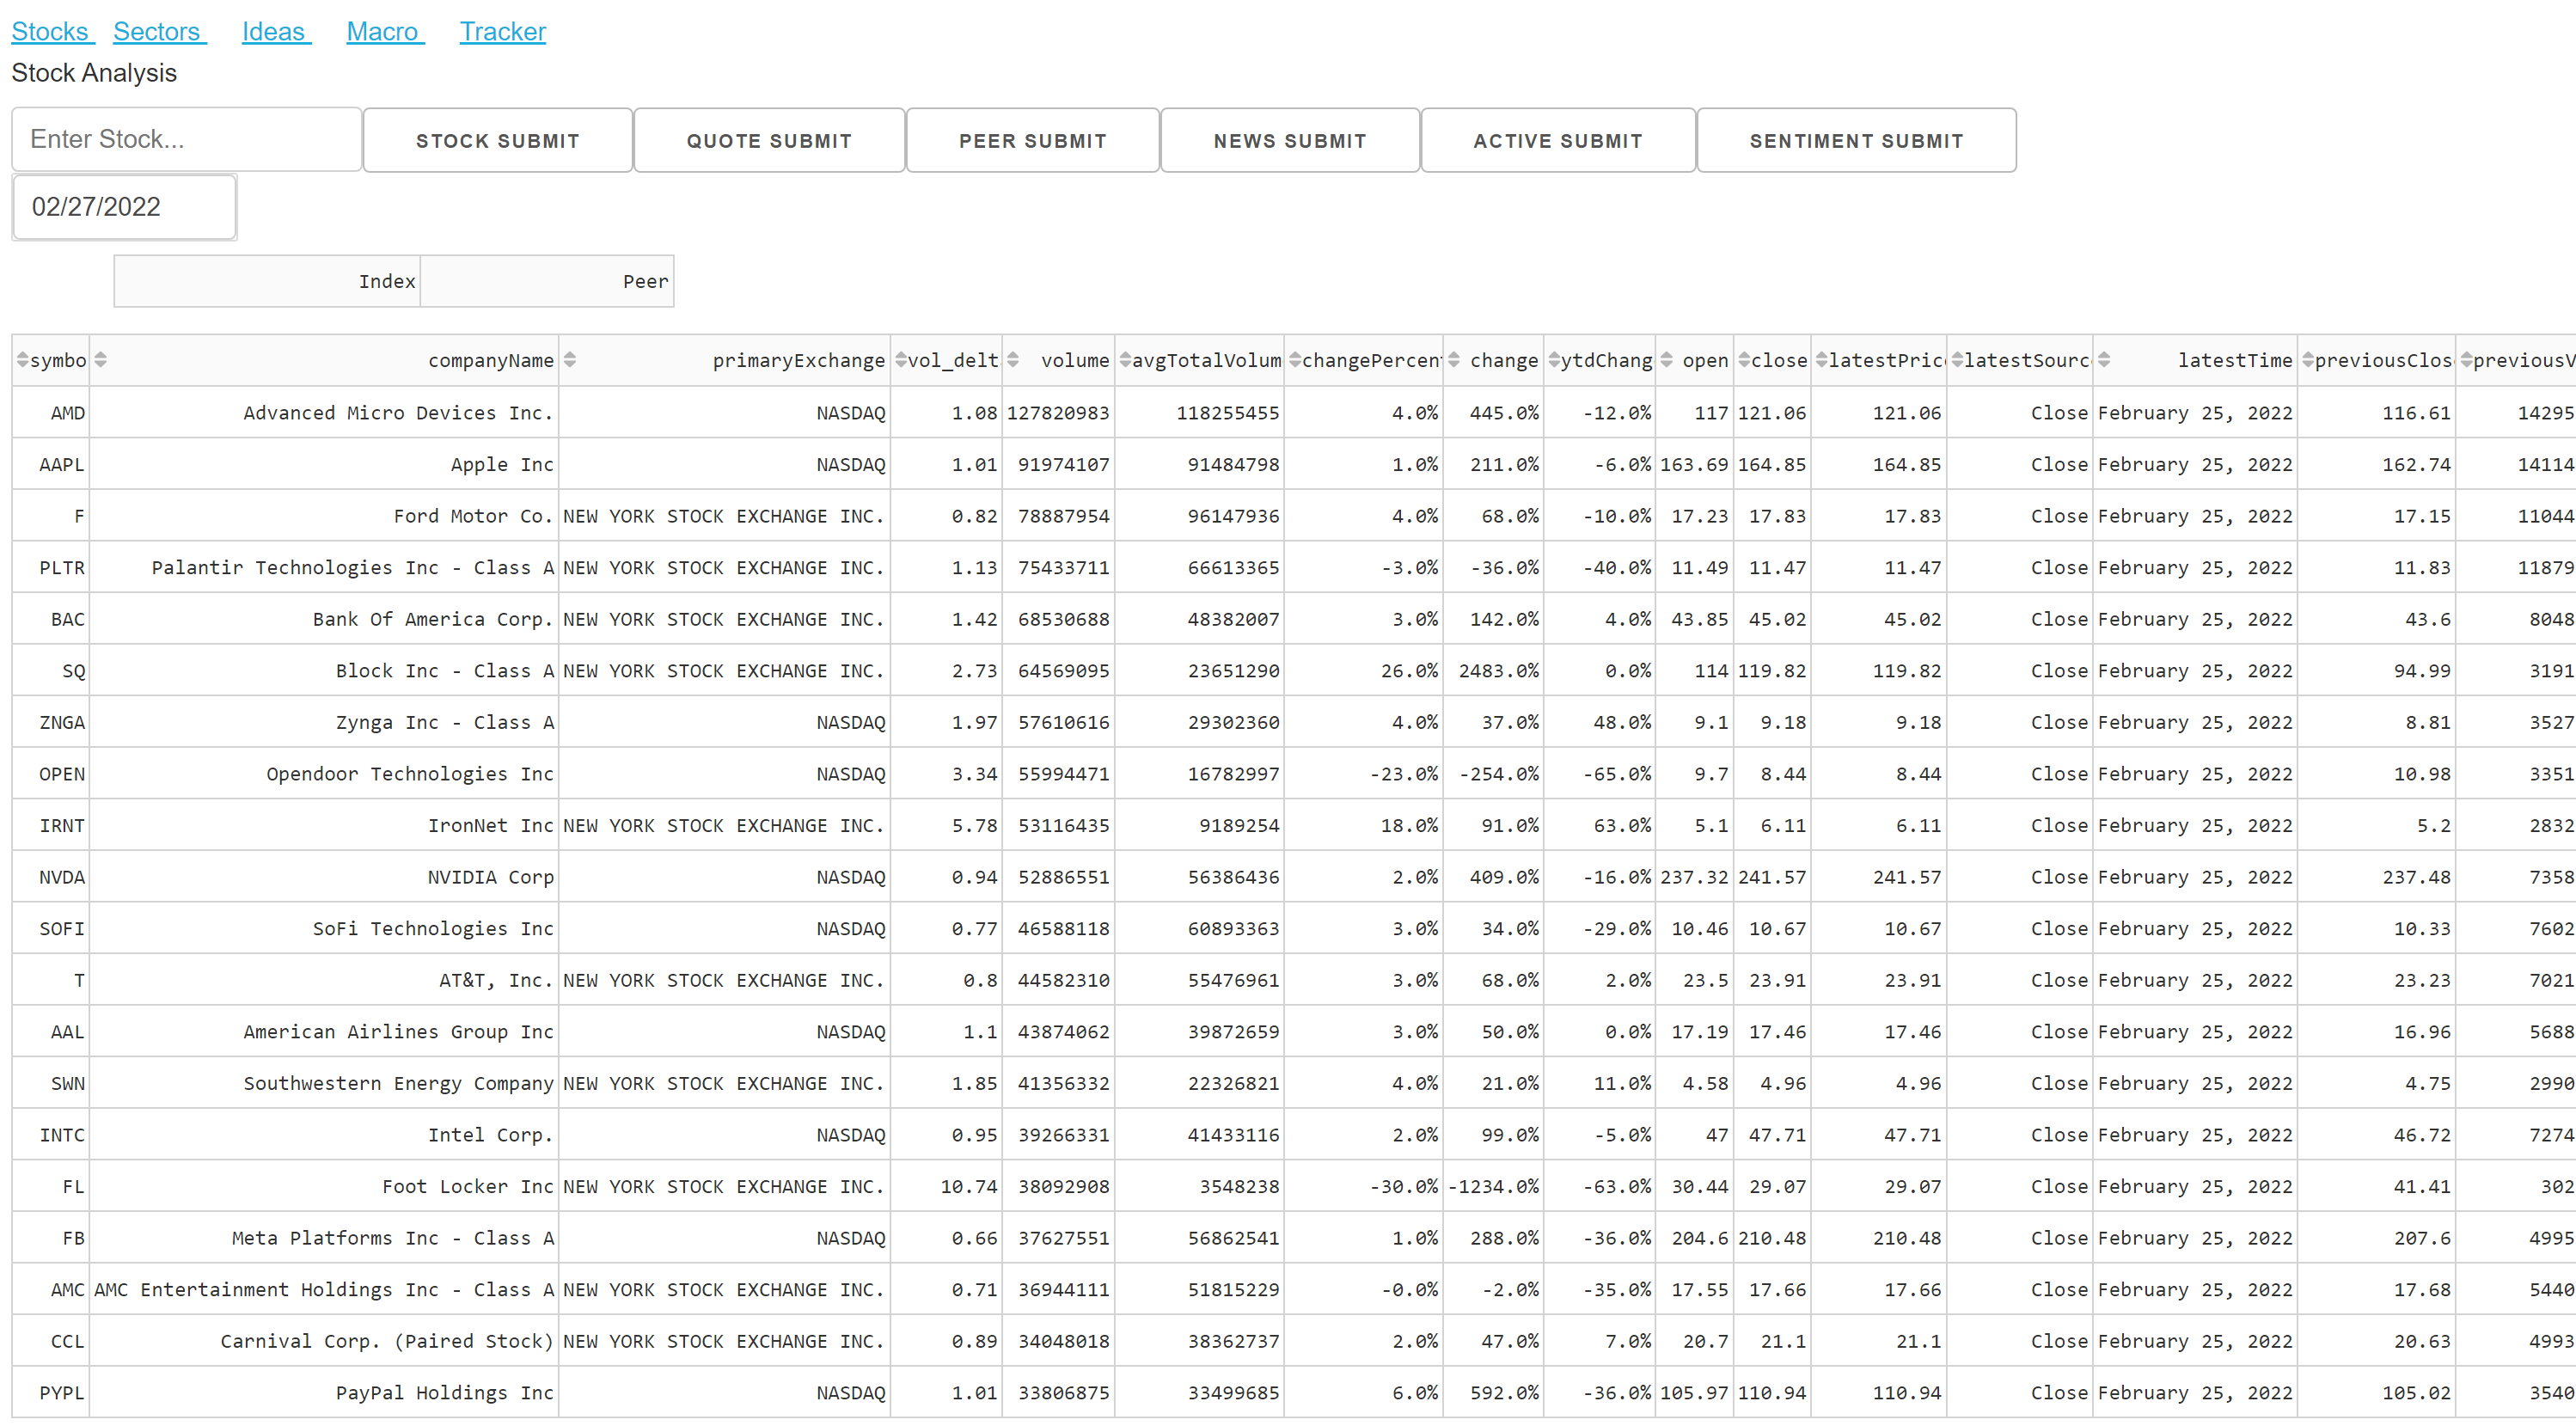 Stocks Sectors Ideas Macro Tracker
Stock Analysis
Enter Stock... STOCK SUBMIT QUOTE SUBMIT PEER SUBMIT NEWS SUBMIT ACTIVE SUBMIT SENTIMENT SUBMIT
02/27/2022
Index Peer
symbo companyName primaryExchange vol_delt volume avgTotalVolum changePercent change ytdChang open close latestPric latestSourc latestTime previousClos previousV
AMD Advanced Micro Devices Inc. NASDAQ 1.08 127820983 118255455 4.0% 445.0% -12.0% 117 121.06 121.06 Close February 25, 2022 116.61 14295
AAPL Apple Inc NASDAQ 1.01 91974107 91484798 1.0% 211.0% -6.0% 163.69 164.85 164.85 Close February 25, 2022 162.74 14114
F Ford Motor Co. NEW YORK STOCK EXCHANGE INC. 0.82 78887954 96147936 4.0% 68.0% -10.0% 17.23 17.83 17.83 Close February 25, 2022 17.15 11044
PLTR Palantir Technologies Inc - Class A NEW YORK STOCK EXCHANGE INC. 1.13 75433711 66613365 -3.0% -36.0% -40.0% 11.49 11.47 11.47 Close February 25, 2022 11.83 11879
BAC Bank Of America Corp. NEW YORK STOCK EXCHANGE INC. 1.42 68530688 48382007 3.0% 142.0% 4.0% 43.85 45.02 45.02 Close February 25, 2022 43.6 8048
SQ Block Inc - Class A NEW YORK STOCK EXCHANGE INC. 2.73 64569095 23651290 26.0% 2483.0% 0.0% 114 119.82 119.82 Close February 25, 2022 94.99 3191
ZNGA Zynga Inc - Class A NASDAQ 1.97 57610616 29302360 4.0% 37.0% 48.0% 9.1 9.18 9.18 Close February 25, 2022 8.81 3527
OPEN Opendoor Technologies Inc NASDAQ 3.34 55994471 16782997 -23.0% -254.0% -65.0% 9.7 8.44 8.44 Close February 25, 2022 10.98 3351
IRNT IronNet Inc NEW YORK STOCK EXCHANGE INC. 5.78 53116435 9189254 18.0% 91.0% 63.0% 5.1 6.11 6.11 Close February 25, 2022 5.2 2832
NVDA NVIDIA Corp NASDAQ 0.94 52886551 56386436 2.0% 409.0% -16.0% 237.32 241.57 241.57 Close February 25, 2022 237.48 7358
SOFI SoFi Technologies Inc NASDAQ 0.77 46588118 60893363 3.0% 34.0% -29.0% 10.46 10.67 10.67 Close February 25, 2022 10.33 7602
T AT&T, Inc. NEW YORK STOCK EXCHANGE INC. 0.8 44582310 55476961 3.0% 68.0% 2.0% 23.5 23.91 23.91 Close February 25, 2022 23.23 7021
AAL American Airlines Group Inc NASDAQ 1.1 43874062 39872659 3.0% 50.0% 0.0% 17.19 17.46 17.46 Close February 25, 2022 16.96 5688
SWN Southwestern Energy Company NEW YORK STOCK EXCHANGE INC. 1.85 41356332 22326821 4.0% 21.0% 11.0% 4.58 4.96 4.96 Close February 25, 2022 4.75 2990
INTC Intel Corp. NASDAQ 0.95 39266331 41433116 2.0% 99.0% -5.0% 47 47.71 47.71 Close February 25, 2022 46.72 7274
FL Foot Locker Inc NEW YORK STOCK EXCHANGE INC. 10.74 38092908 3548238 -30.0% -1234.0% -63.0% 30.44 29.07 29.07 Close February 25, 2022 41.41 302
FB Meta Platforms Inc - Class A NASDAQ 0.66 37627551 56862541 1.0% 288.0% -36.0% 204.6 210.48 210.48 Close February 25, 2022 207.6 4995
AMC AMC Entertainment Holdings Inc - Class A NEW YORK STOCK EXCHANGE INC. 0.71 36944111 51815229 -0.0% -2.0% -35.0% 17.55 17.66 17.66 Close February 25, 2022 17.68 5440
CCL Carnival Corp. (Paired Stock) NEW YORK STOCK EXCHANGE INC. 0.89 34048018 38362737 2.0% 47.0% 7.0% 20.7 21.1 21.1 Close February 25, 2022 20.63 4993
PYPL PayPal Holdings Inc NASDAQ 1.01 33806875 33499685 6.0% 592.0% -36.0% 105.97 110.94 110.94 Close February 25, 2022 105.02 3540